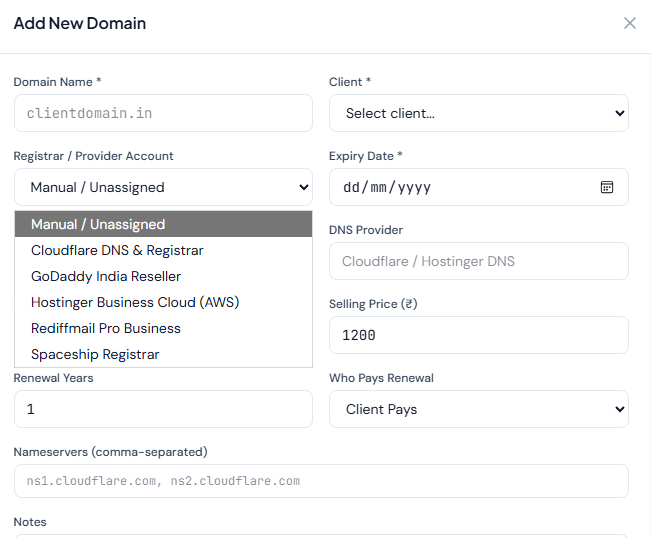 Add New Domain
Domain Name *
Client *
clientdomain.in
Select client...
Registrar / Provider Account
Expiry Date *
Manual / Unassigned
dd/mm/yyyy
Manual / Unassigned
Cloudflare DNS & Registrar
GoDaddy India Reseller
Hostinger Business Cloud (AWS)
Rediffmail Pro Business
Spaceship Registrar
DNS Provider
Cloudflare / Hostinger DNS
Selling Price (₹)
1200
Renewal Years
Who Pays Renewal
1
Client Pays
Nameservers (comma-separated)
ns1.cloudflare.com, ns2.cloudflare.com
Notes